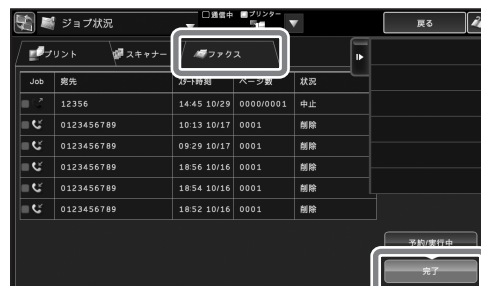 ジョブ状況
通信中
プリンター
戻る
プリント
スキャナー
ファクス
Job 宛先 スタート時刻 ページ数 状況
12356 14:45 10/29 0000/0001 中止
0123456789 10:13 10/17 0001 削除
0123456789 09:29 10/17 0001 削除
0123456789 18:56 10/16 0001 削除
0123456789 18:54 10/16 0001 削除
0123456789 18:52 10/16 0001 削除
予約/実行中
完了